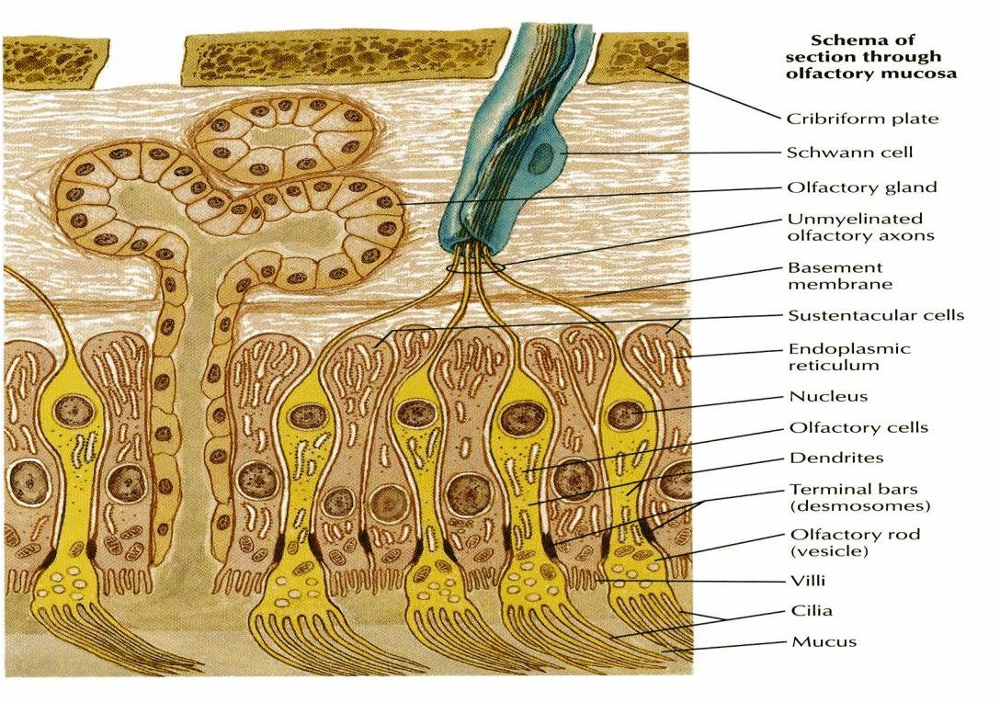 Schema of
section through
olfactory mucosa
Cribriform plate
Schwann cell
Olfactory gland
Unmyelinated
olfactory axons
Basement
membrane
Sustentacular cells
Endoplasmic
reticulum
Nucleus
Olfactory cells
Dendrites
Terminal bars
(desmosomes)
Olfactory rod
(vesicle)
Villi
Cilia
Mucus